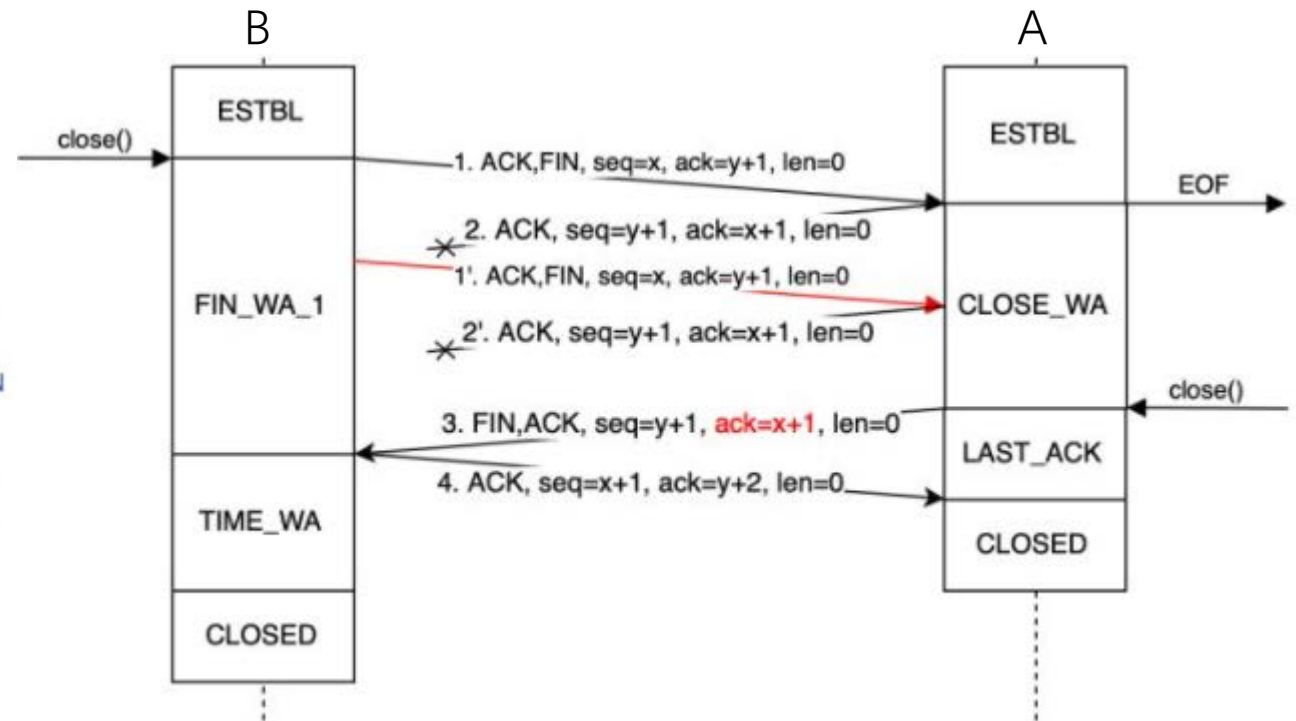 B
A
ESTBL
ESTBL
close()
1. ACK,FIN, seq=x, ack=y+1, len=0
EOF
2. ACK, seq=y+1, ack=x+1, len=0
1'. ACK,FIN, seq=x, ack=y+1, len=0
FIN_WA_1
CLOSE_WA
2'. ACK, seq=y+1, ack=x+1, len=0
close()
3. FIN,ACK, seq=y+1, ack=x+1, len=0
LAST_ACK
4. ACK, seq=x+1, ack=y+2, len=0
TIME_WA
CLOSED
CLOSED